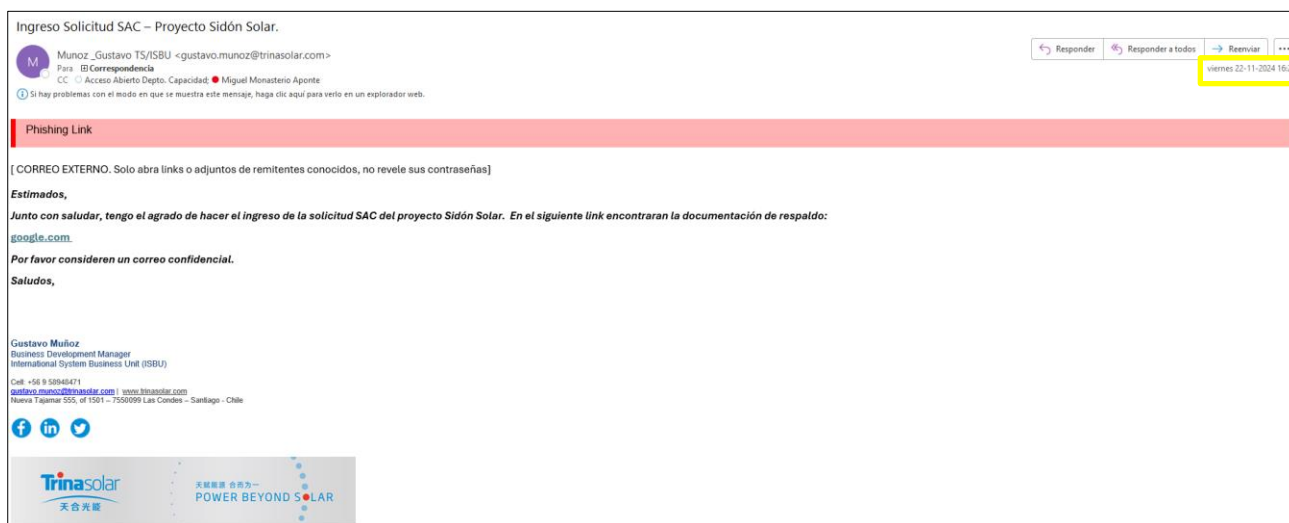 Ingreso Solicitud SAC – Proyecto Sidón Solar.
M
Munoz _Gustavo TS/ISBU <gustavo.munoz@trinasolar.com>
Para Correspondencia
CC Acceso Abierto Depto. Capacidad; Miguel Monasterio Aponte
Responder
Responder a todos
Reenviar
viernes 22-11-2024
Si hay problemas con el modo en que se muestra este mensaje, haga clic aquí para verlo en un explorador web.
Phishing Link
[ CORREO EXTERNO. Solo abra links o adjuntos de remitentes conocidos, no revele sus contraseñas]
Estimados,
Junto con saludar, tengo el agrado de hacer el ingreso de la solicitud SAC del proyecto Sidón Solar. En el siguiente link encontraran la documentación de respaldo:
google.com
Por favor consideren un correo confidencial.
Saludos,
Gustavo Muñoz
Business Development Manager
International System Business Unit (ISBU)
Cell: +56 9 58948471
gustavo.munoz@trinasolar.com | www.trinasolar.com
Nueva Tajamar 555, of 1501 – 7550099 Las Condes – Santiago - Chile
Trinasolar
天合光能
天赋能源 合而为一
POWER BEYOND SOLAR